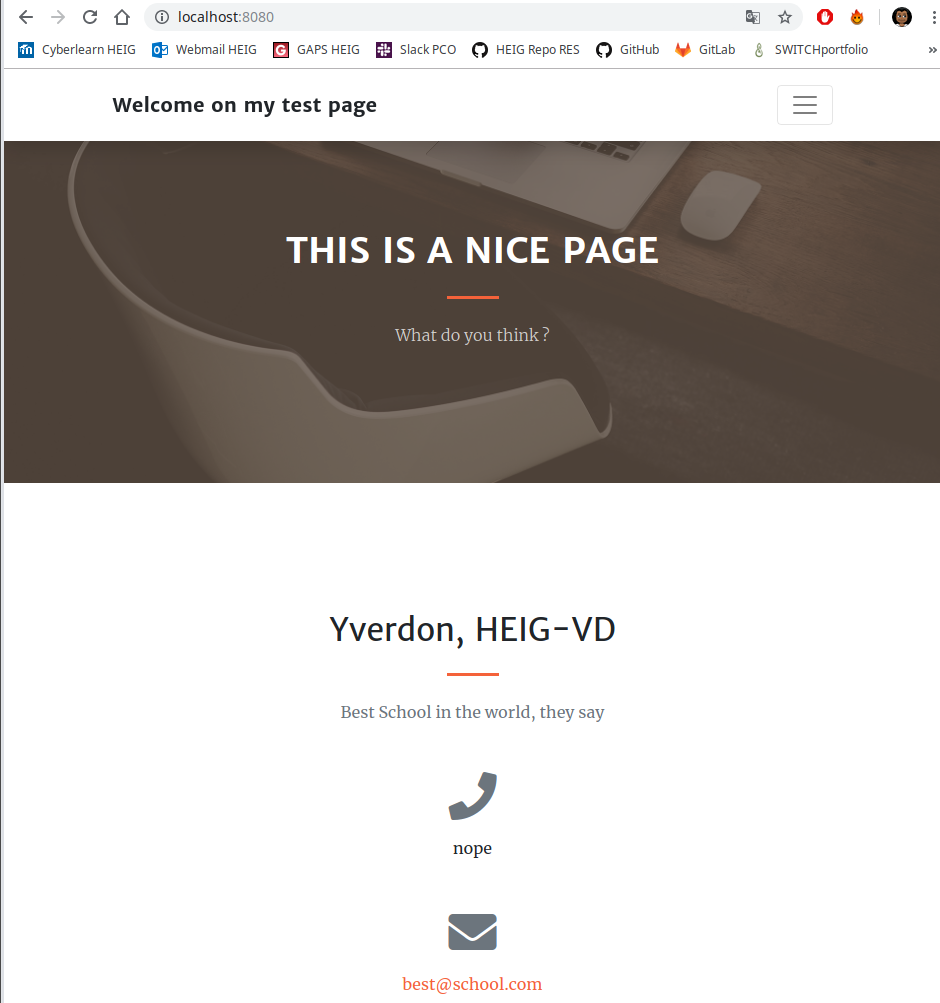 localhost:8080
Cyberlearn HEIG Webmail HEIG GAPS HEIG Slack PCO HEIG Repo RES GitHub GitLab SWITCHportfolio »
Welcome on my test page
THIS IS A NICE PAGE
What do you think ?
Yverdon, HEIG-VD
Best School in the world, they say
nope
best@school.com